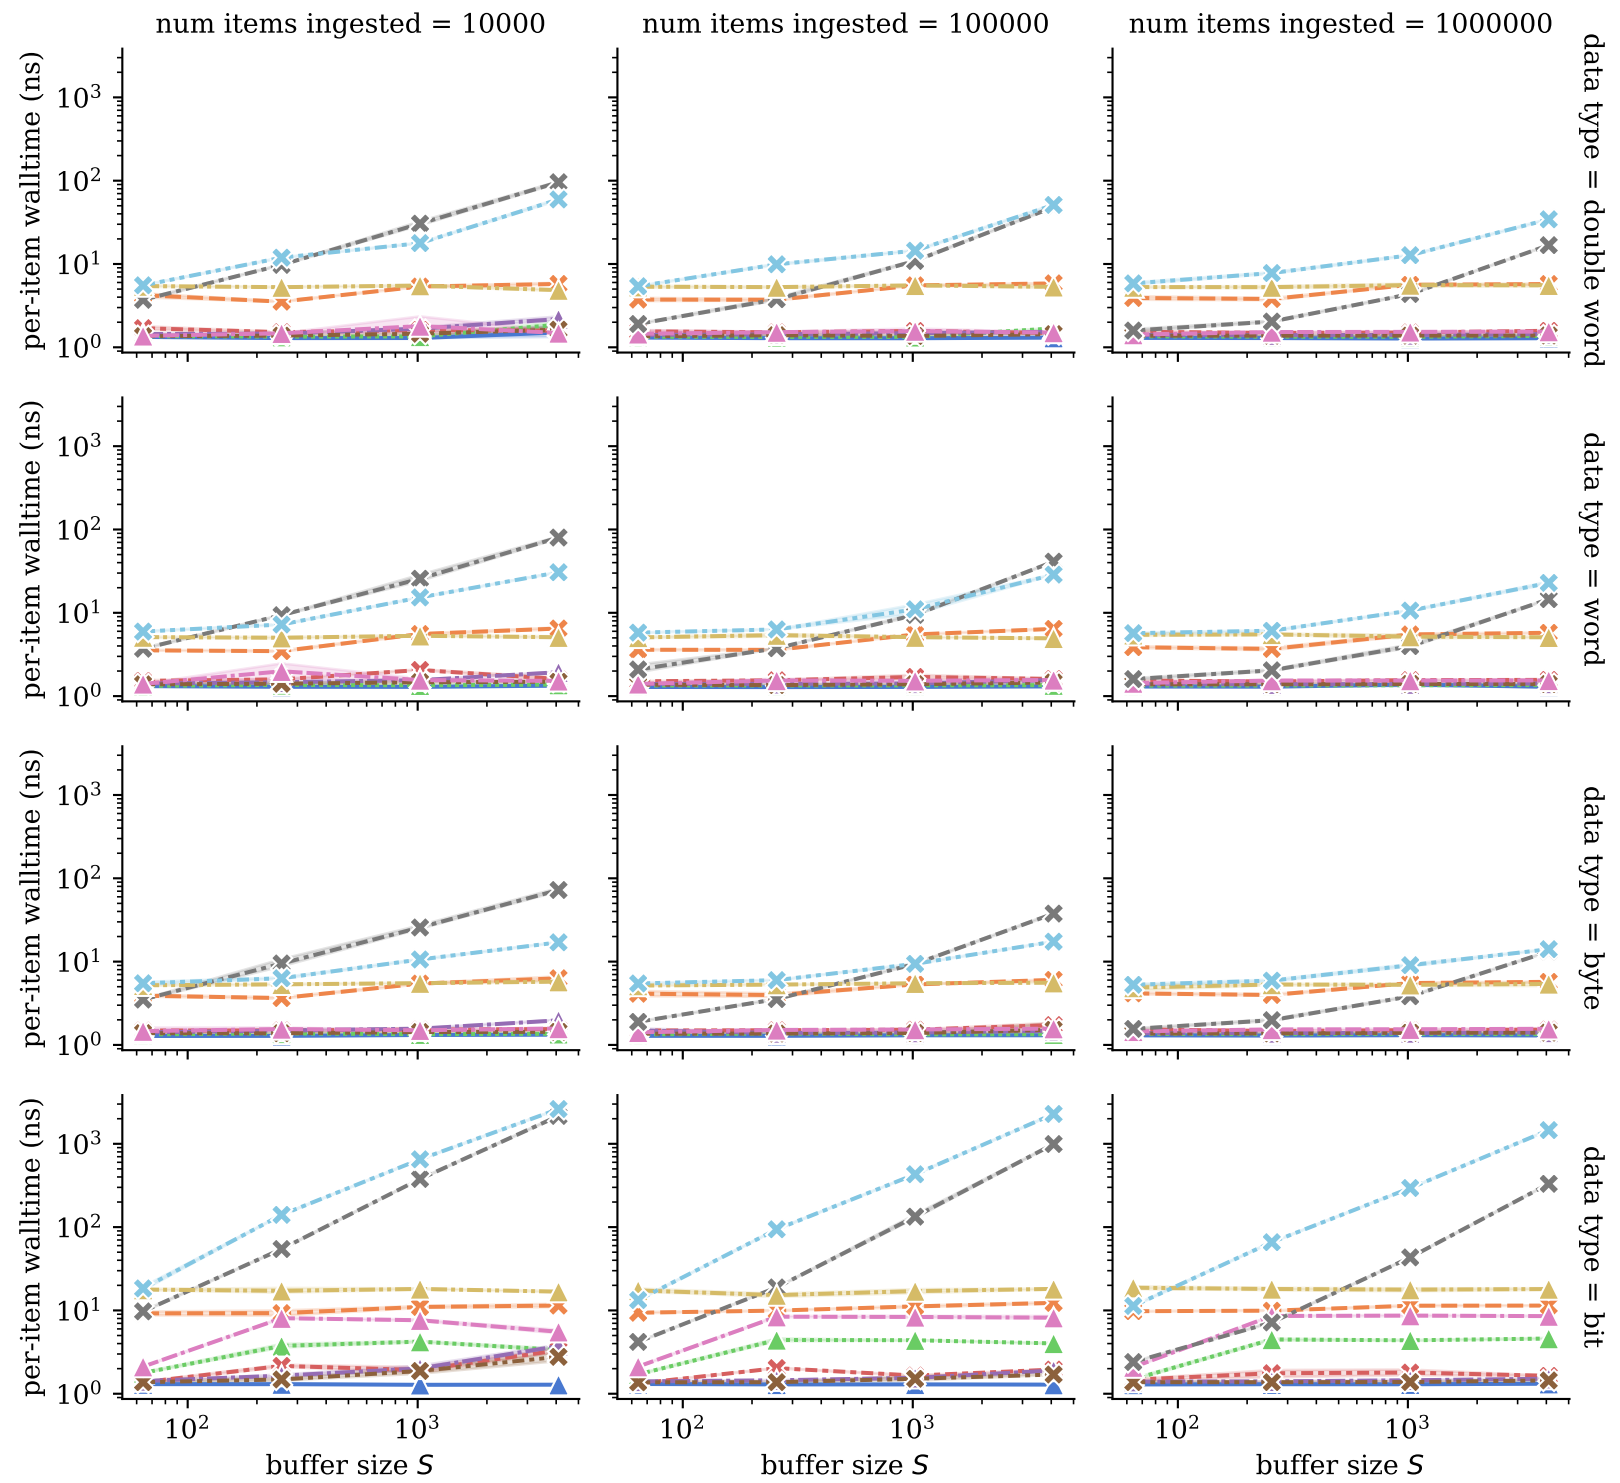 num items ingested = 10000
num items ingested = 100000
num items ingested = 1000000
per-item walltime (ns)
10³
10²
10¹
10⁰
data type = double word
per-item walltime (ns)
10³
10²
10¹
10⁰
data type = word
per-item walltime (ns)
10³
10²
10¹
10⁰
data type = byte
per-item walltime (ns)
10³
10²
10¹
10⁰
data type = bit
10² 10³
10² 10³
10² 10³
buffer size S
buffer size S
buffer size S